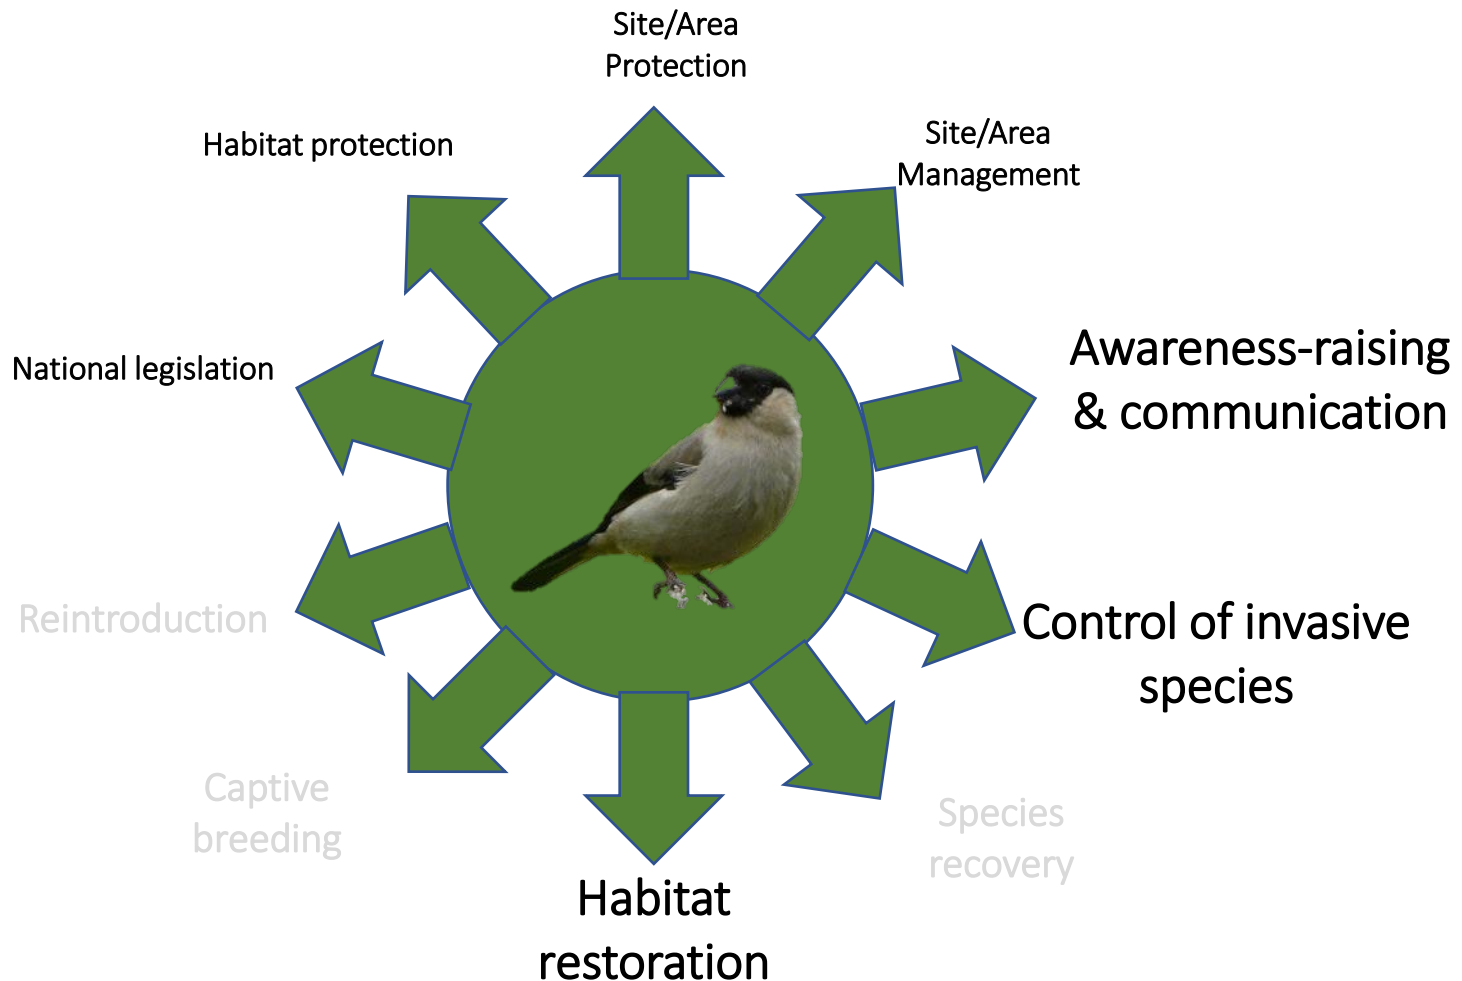 Site/Area
Protection
Habitat protection
Site/Area
Management
National legislation
Awareness-raising
& communication
Reintroduction
Control of invasive
species
Captive
breeding
Species
recovery
Habitat
restoration